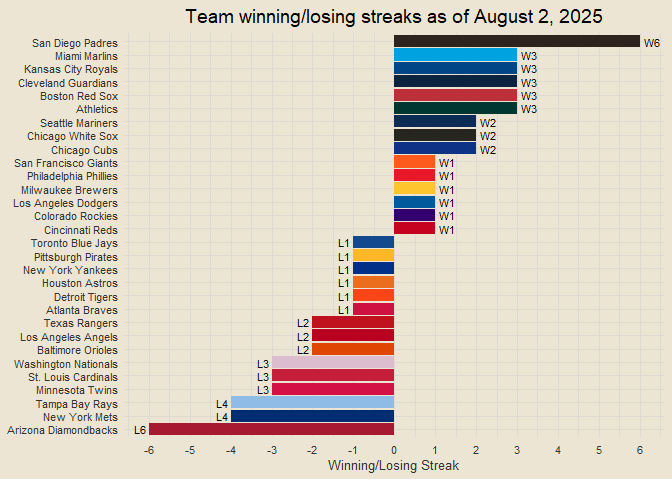 Team winning/losing streaks as of August 2, 2025
San Diego Padres W6
Miami Marlins W3
Kansas City Royals W3
Cleveland Guardians W3
Boston Red Sox W3
Athletics W3
Seattle Mariners W2
Chicago White Sox W2
Chicago Cubs W2
San Francisco Giants W1
Philadelphia Phillies W1
Milwaukee Brewers W1
Los Angeles Dodgers W1
Colorado Rockies W1
Cincinnati Reds W1
Toronto Blue Jays L1
Pittsburgh Pirates L1
New York Yankees L1
Houston Astros L1
Detroit Tigers L1
Atlanta Braves L1
Texas Rangers L2
Los Angeles Angels L2
Baltimore Orioles L2
Washington Nationals L3
St. Louis Cardinals L3
Minnesota Twins L3
Tampa Bay Rays L4
New York Mets L4
Arizona Diamondbacks L6
-6 -5 -4 -3 -2 -1 0 1 2 3 4 5 6
Winning/Losing Streak